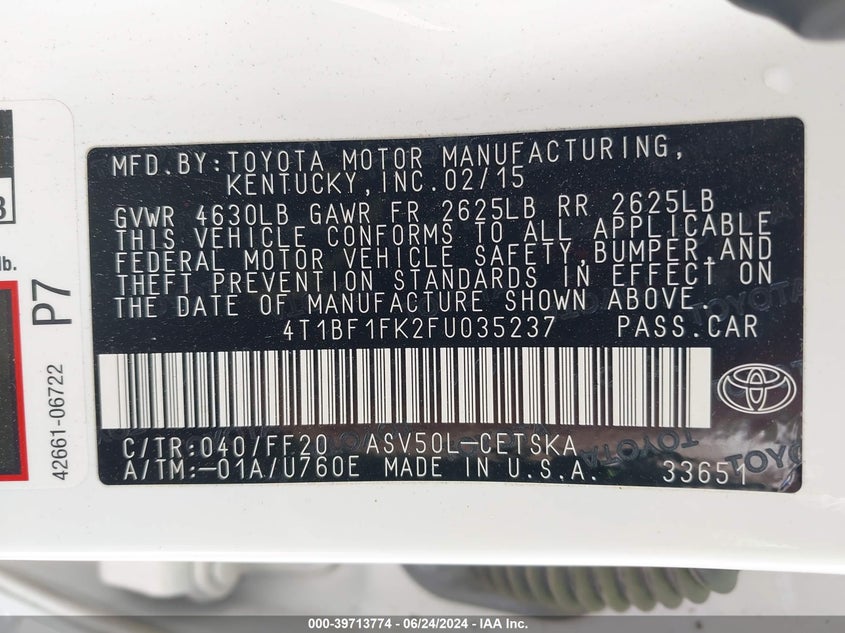 MFD.BY:TOYOTA MOTOR MANUFACTURING,
KENTUCKY,INC.02/15
GVWR 4630LB GAWR FR 2625LB RR 2625LB
THIS VEHICLE CONFORMS TO ALL APPLICABLE
FEDERAL MOTOR VEHICLE SAFETY,BUMPER,AND
THEFT PREVENTION STANDARDS IN EFFECT ON
THE DATE OF MANUFACTURE SHOWN ABOVE.
4T1BF1FK2FU035237 PASS.CAR
C/TR:040/FF20 ASV50L-CETSKA
A/TM:-01A/U760E MADE IN U.S.A. 33651
lb.
P7
42661-06722
TOYOTA
000-39713774 - 06/24/2024 - IAA Inc.